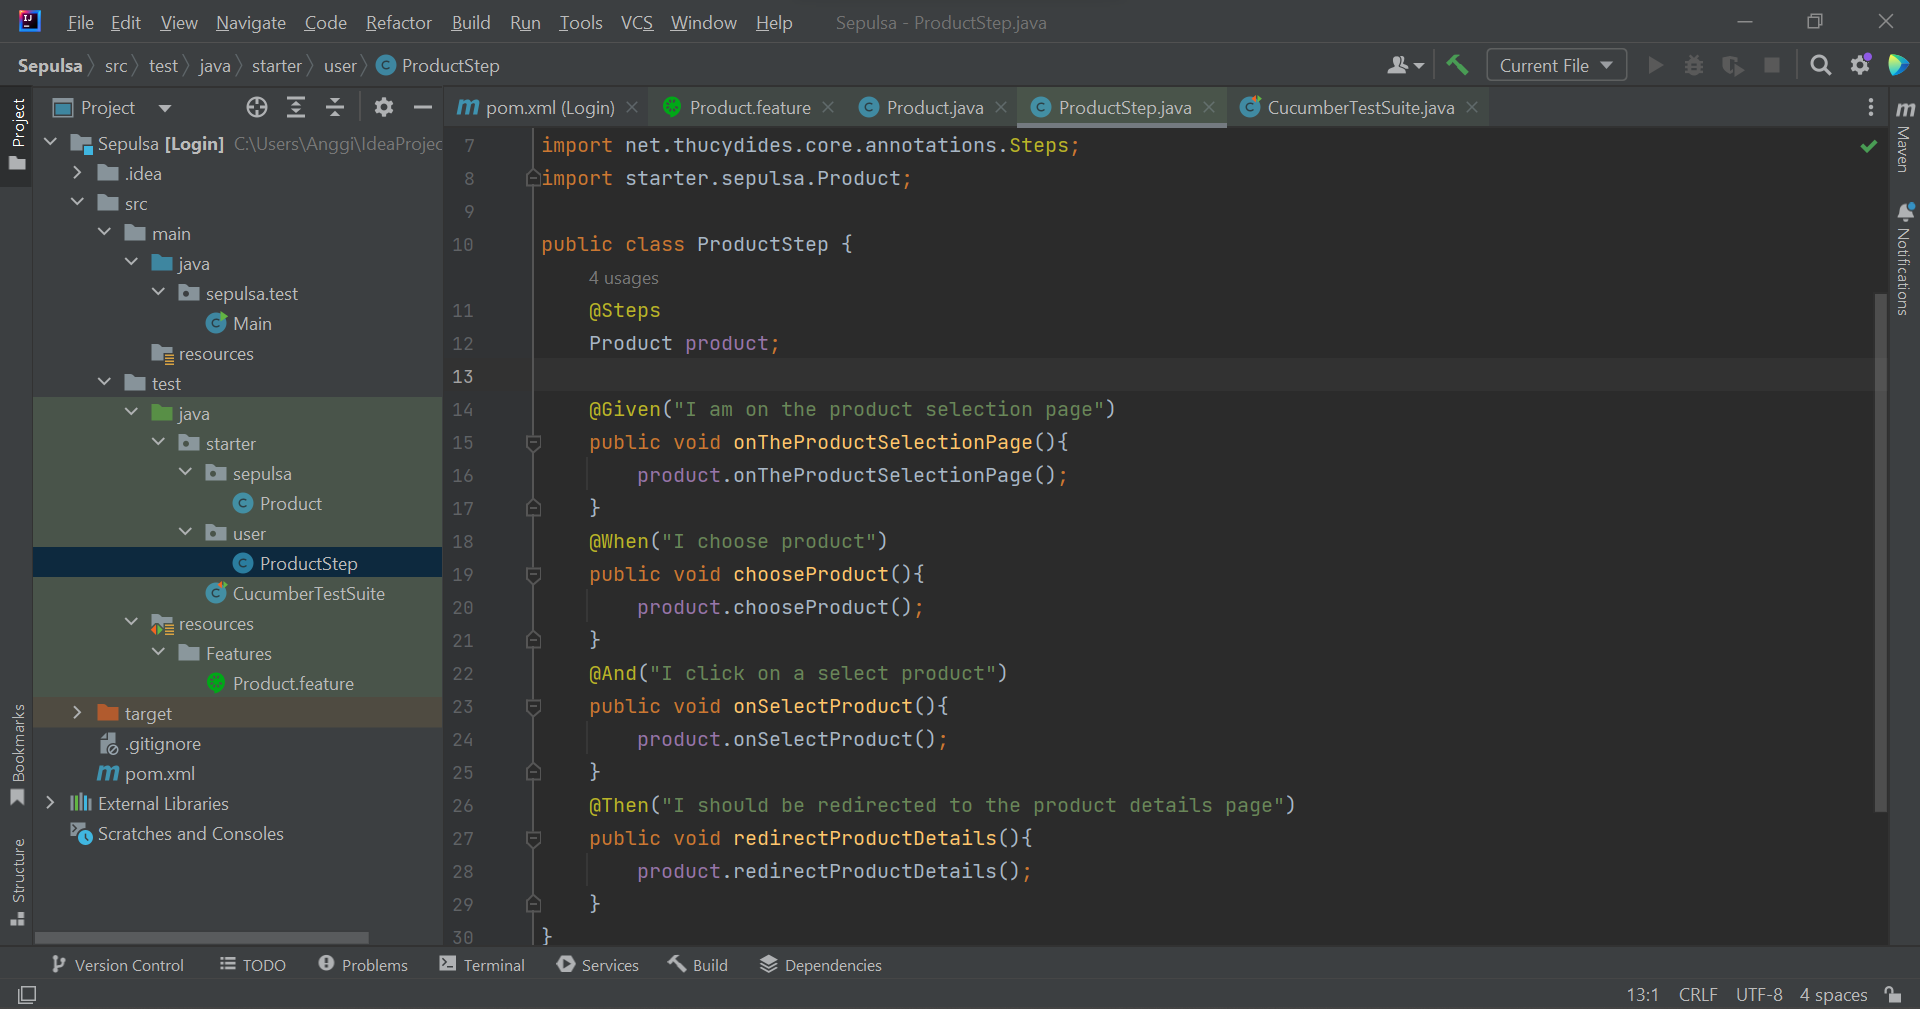 File Edit View Navigate Code Refactor Build Run Tools VCS Window Help Sepulsa - ProductStep.java
Sepulsa src test java starter user ProductStep Current File
Project
pom.xml (Login) Product.feature Product.java ProductStep.java CucumberTestSuite.java
Project
Bookmarks
Structure
Sepulsa [Login] C:\Users\Anggi\IdeaProjec
.idea
src
main
java
sepulsa.test
Main
resources
test
java
starter
sepulsa
Product
user
ProductStep
CucumberTestSuite
resources
Features
Product.feature
target
.gitignore
pom.xml
External Libraries
Scratches and Consoles
7 import net.thucydides.core.annotations.Steps;
8 import starter.sepulsa.Product;
9
10 public class ProductStep {
4 usages
11 @Steps
12 Product product;
13
14 @Given("I am on the product selection page")
15 public void onTheProductSelectionPage(){
16 product.onTheProductSelectionPage();
17 }
18 @When("I choose product")
19 public void chooseProduct(){
20 product.chooseProduct();
21 }
22 @And("I click on a select product")
23 public void onSelectProduct(){
24 product.onSelectProduct();
25 }
26 @Then("I should be redirected to the product details page")
27 public void redirectProductDetails(){
28 product.redirectProductDetails();
29 }
30 }
m Maven
Notifications
Version Control TODO Problems Terminal Services Build Dependencies
13:1 CRLF UTF-8 4 spaces